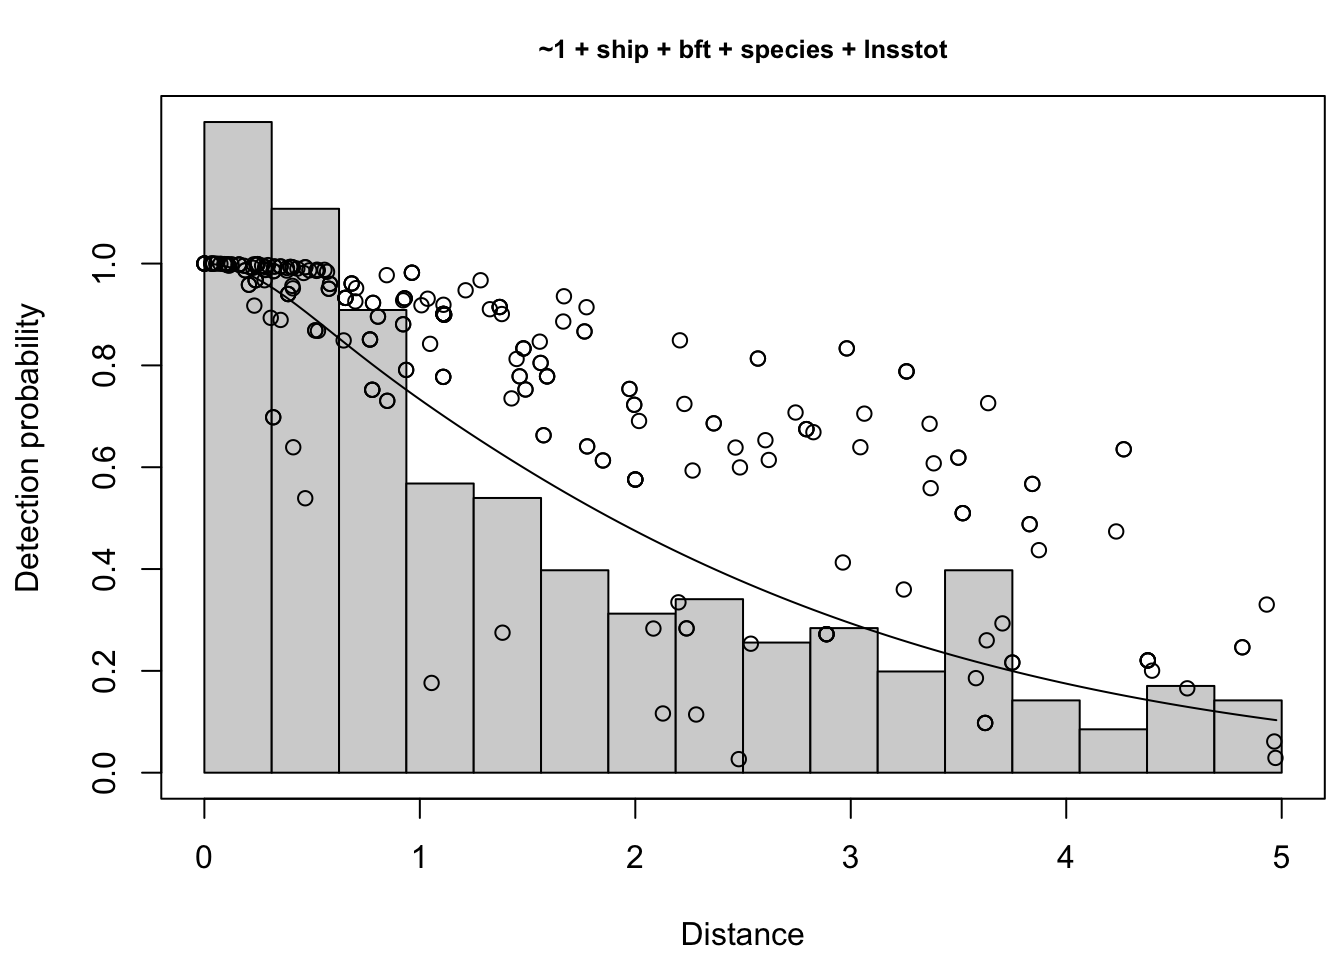 ~1 + ship + bft + species + lnsstot
Detection probability
1.0
0.8
0.6
0.4
0.2
0.0
0 1 2 3 4 5
Distance